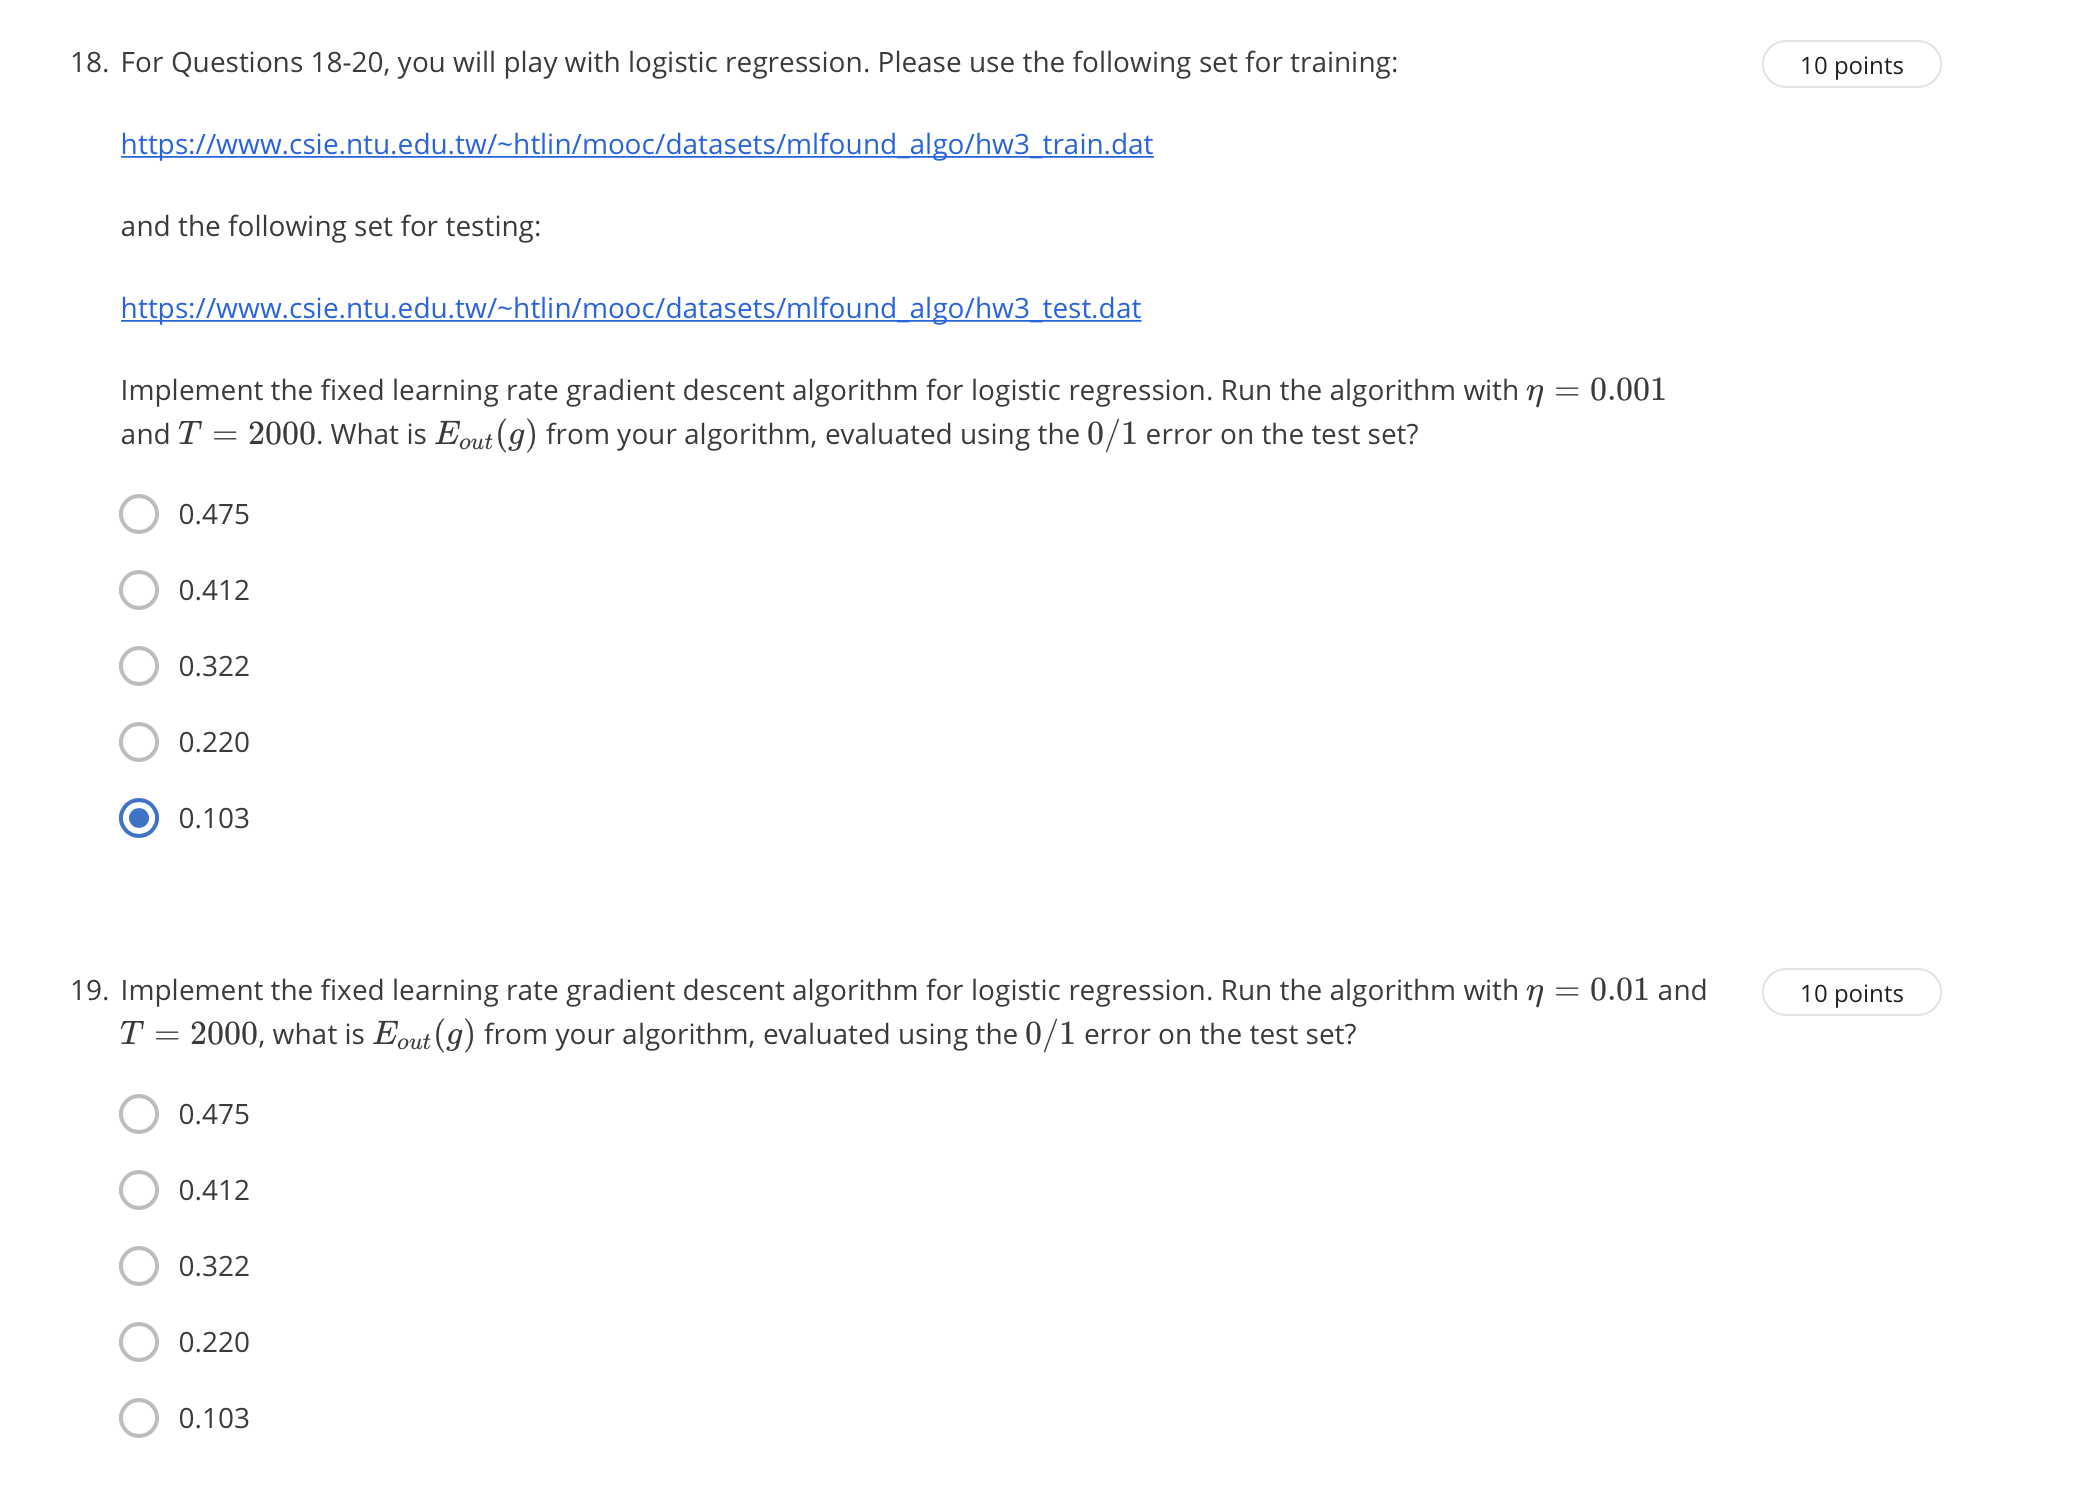 18. For Questions 18-20, you will play with logistic regression. Please use the following set for training:
10 points
https://www.csie.ntu.edu.tw/~htlin/mooc/datasets/mlfound_algo/hw3_train.dat
and the following set for testing:
https://www.csie.ntu.edu.tw/~htlin/mooc/datasets/mlfound_algo/hw3_test.dat
Implement the fixed learning rate gradient descent algorithm for logistic regression. Run the algorithm with η = 0.001
and T = 2000. What is E_out(g) from your algorithm, evaluated using the 0/1 error on the test set?
0.475
0.412
0.322
0.220
0.103
19. Implement the fixed learning rate gradient descent algorithm for logistic regression. Run the algorithm with η = 0.01 and
10 points
T = 2000, what is E_out(g) from your algorithm, evaluated using the 0/1 error on the test set?
0.475
0.412
0.322
0.220
0.103